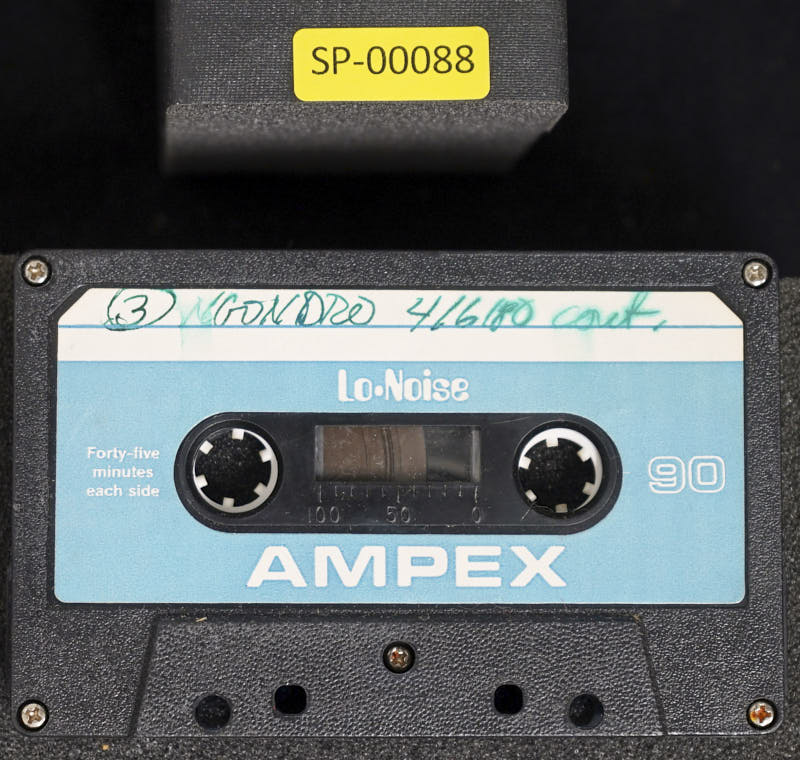 SP-00088
(3) NGONDRO 4/6/80 cont.
Lo•Noise
Forty-five
minutes
each side
90
100 50 0
AMPEX